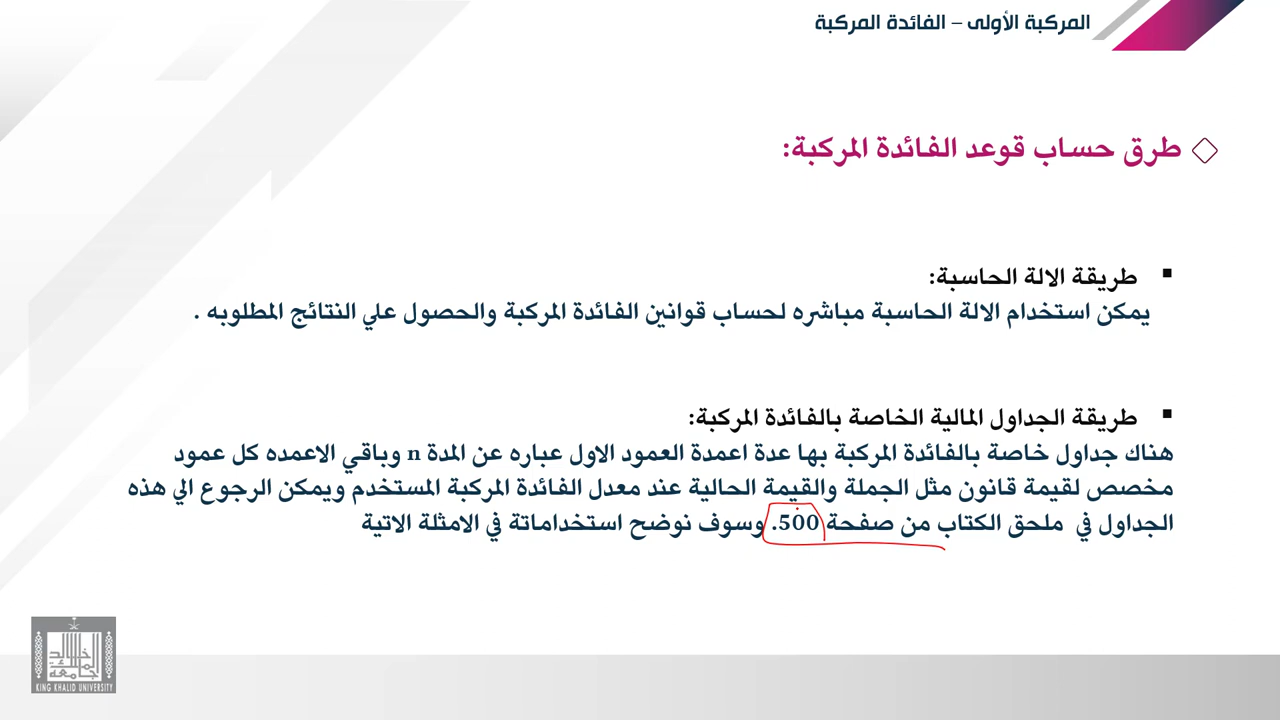 المركبة الأولى – الفائدة المركبة
طرق حساب قوعد الفائدة المركبة:
طريقة الالة الحاسبة:
يمكن استخدام الالة الحاسبة مباشره لحساب قوانين الفائدة المركبة والحصول علي النتائج المطلوبه .
طريقة الجداول المالية الخاصة بالفائدة المركبة:
هناك جداول خاصة بالفائدة المركبة بها عدة اعمدة العمود الاول عباره عن المدة n وباقي الاعمده كل عمود
مخصص لقيمة قانون مثل الجملة والقيمة الحالية عند معدل الفائدة المركبة المستخدم ويمكن الرجوع الي هذه
الجداول في ملحق الكتاب من صفحة 500. وسوف نوضح استخداماتة في الامثلة الاتية
جامعة الملك خالد
KING KHALID UNIVERSITY